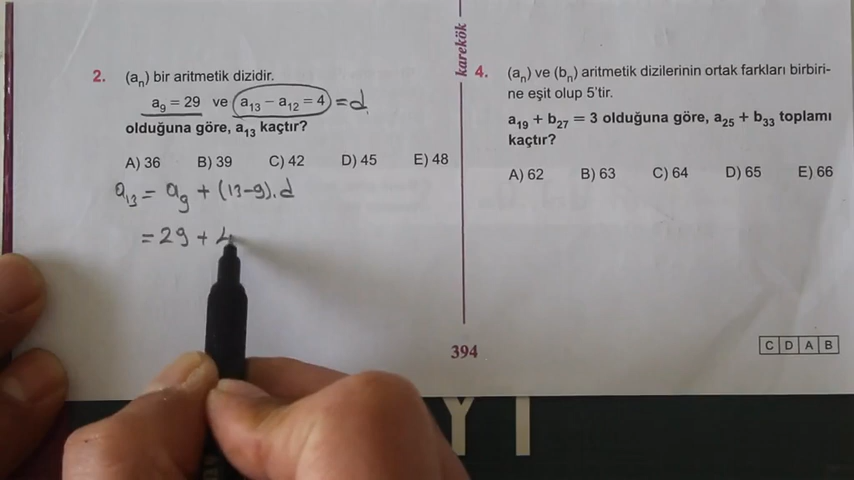 2. (aₙ) bir aritmetik dizidir.
a₉ = 29 ve a₁₃ – a₁₂ = 4 = d
olduğuna göre, a₁₃ kaçtır?
A) 36 B) 39 C) 42 D) 45 E) 48
a₁₃ = a₉ + (13-9).d
= 29 + 4
karekök
4. (aₙ) ve (bₙ) aritmetik dizilerinin ortak farkları birbiri-
ne eşit olup 5'tir.
a₁₉ + b₂₇ = 3 olduğuna göre, a₂₅ + b₃₃ toplamı
kaçtır?
A) 62 B) 63 C) 64 D) 65 E) 66
394
C D A B
Y I